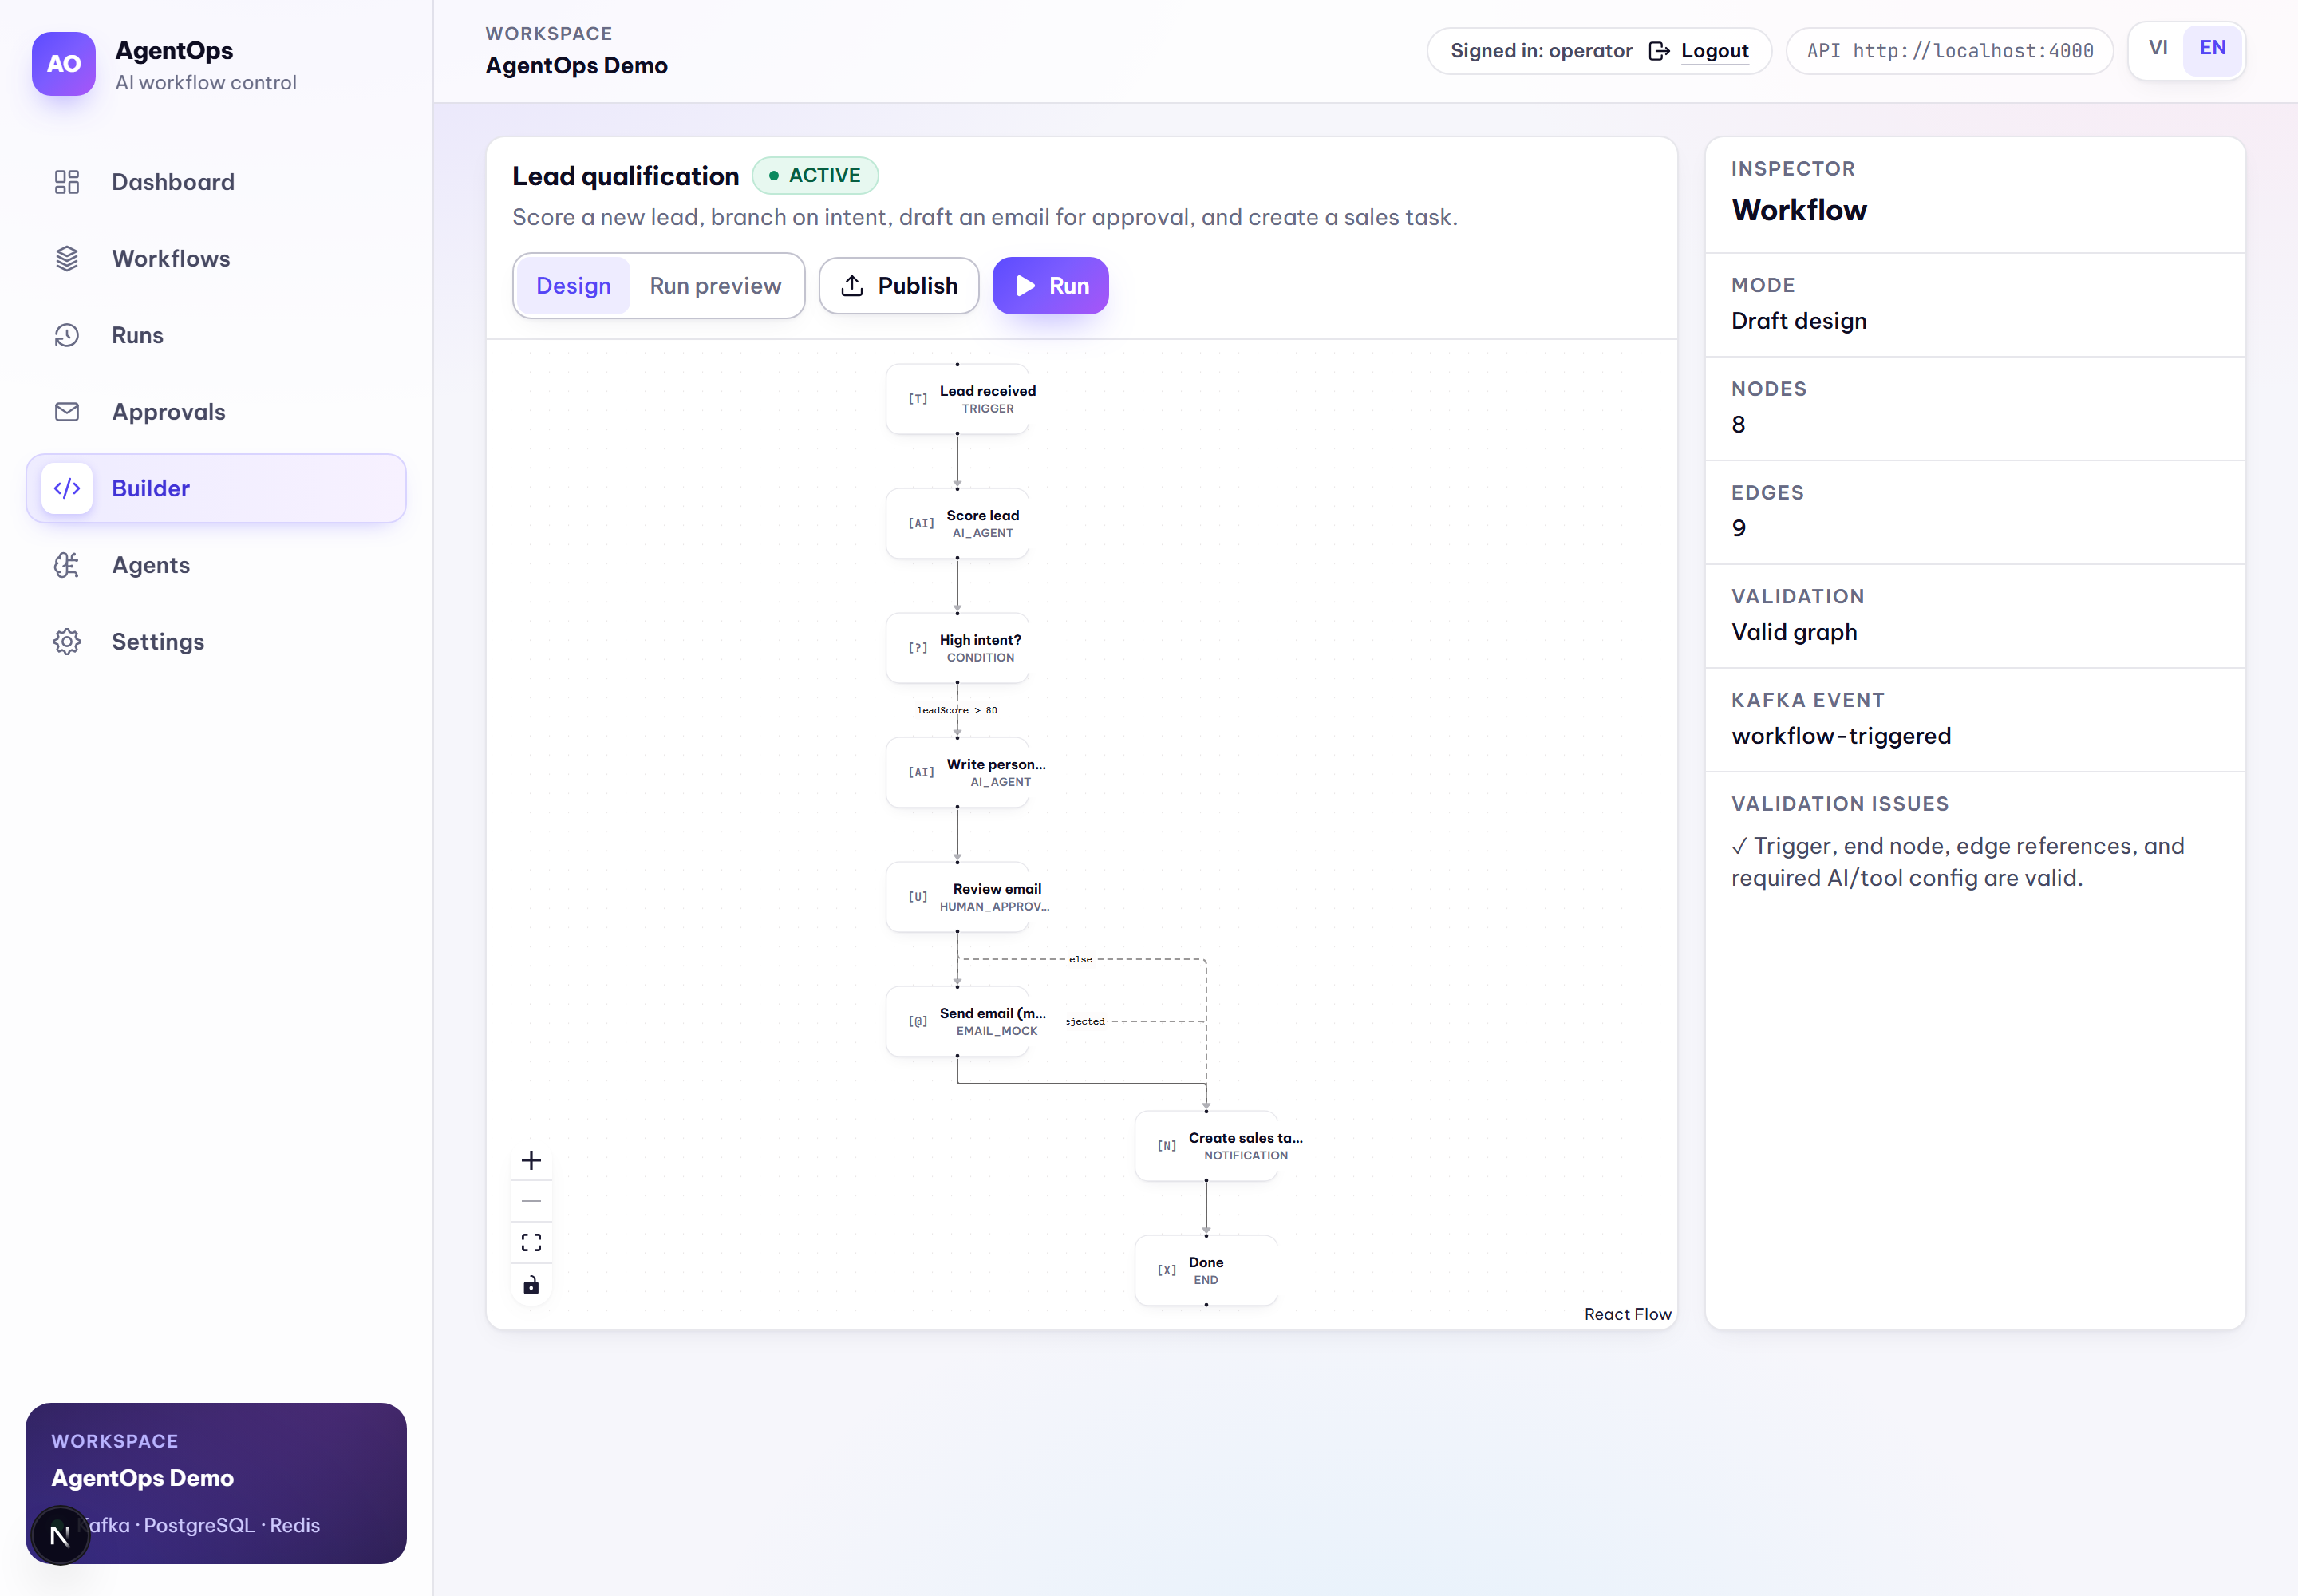 AO
AgentOps
AI workflow control
Dashboard
Workflows
Runs
Approvals
Builder
Agents
Settings
WORKSPACE
AgentOps Demo
Kafka · PostgreSQL · Redis
N
WORKSPACE
AgentOps Demo
Signed in: operator
Logout
API http://localhost:4000
VI
EN
Lead qualification
ACTIVE
Score a new lead, branch on intent, draft an email for approval, and create a sales task.
Design
Run preview
Publish
Run
[T]
Lead received
TRIGGER
[AI]
Score lead
AI_AGENT
[?]
High intent?
CONDITION
leadScore > 80
[AI]
Write person...
AI_AGENT
[U]
Review email
HUMAN_APPROV...
else
[@]
Send email (m...
EMAIL_MOCK
ejected
[N]
Create sales ta...
NOTIFICATION
[X]
Done
END
React Flow
INSPECTOR
Workflow
MODE
Draft design
NODES
8
EDGES
9
VALIDATION
Valid graph
KAFKA EVENT
workflow-triggered
VALIDATION ISSUES
✓ Trigger, end node, edge references, and
required AI/tool config are valid.